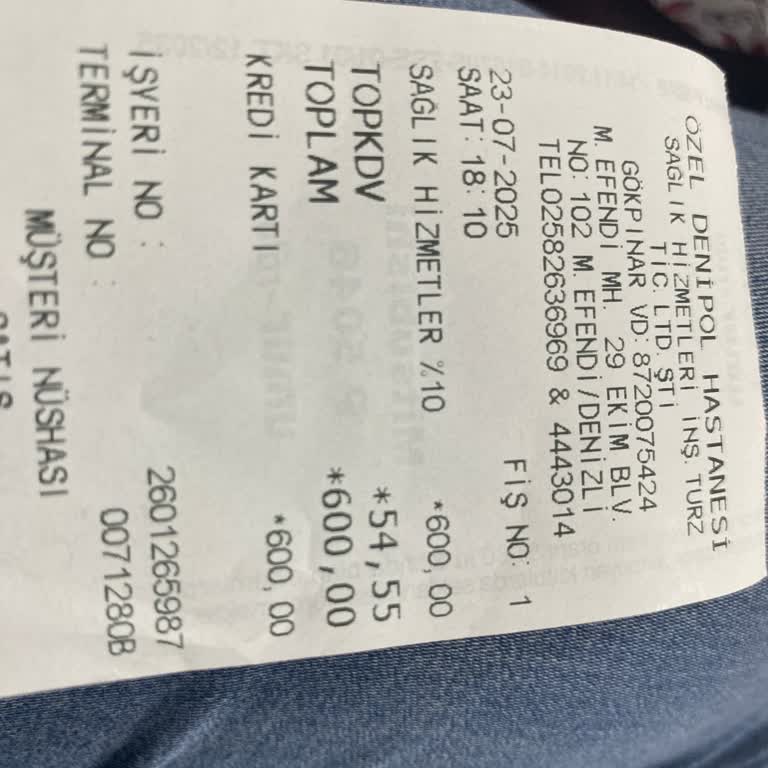 ÖZEL DENİPOL HASTANESİ
SAĞLIK HİZMETLERİ İNŞ. TURZ
TİC. LTD. ŞTİ
GÖKPINAR VD: 8720075424
M. EFENDİ MH. 29 EKİM BLV.
NO: 102 M. EFENDİ/DENİZLİ
TEL02582636969 & 4443014
23-07-2025 FİŞ NO: 1
SAAT: 18:10
SAĞLIK HİZMETLER %10 *600,00
TOPKDV *54,55
TOPLAM *600,00
KREDİ KARTI *600,00
İŞYERİ NO : 2601265987
TERMİNAL NO : 0071280B
MÜŞTERİ NÜSHASI